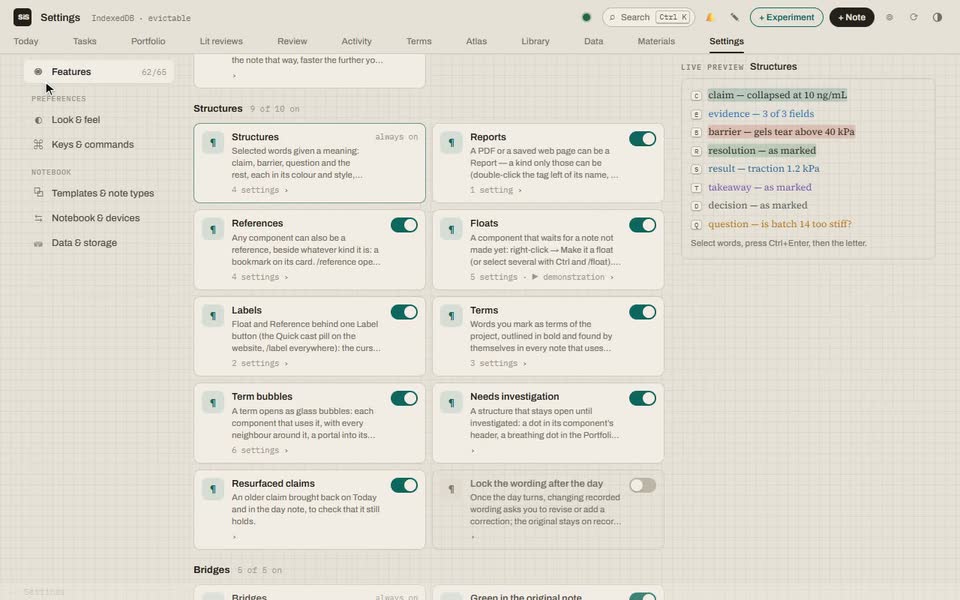 SiS Settings IndexedDB · evictable Search Ctrl K + Experiment + Note
Today Tasks Portfolio Lit reviews Review Activity Terms Atlas Library Data Materials Settings
Features 62/65
PREFERENCES
Look & feel
Keys & commands
NOTEBOOK
Templates & note types
Notebook & devices
Data & storage
the note that way, faster the further yo…
›
Structures 9 of 10 on
Structures always on
Selected words given a meaning:
claim, barrier, question and the
rest, each in its colour and style,…
4 settings ›
Reports
A PDF or a saved web page can be a
Report — a kind only those can be
(double-click the tag left of its name, …
1 setting ›
References
Any component can also be a
reference, beside whatever kind it is: a
bookmark on its card. /reference ope…
4 settings ›
Floats
A component that waits for a note not
made yet: right-click → Make it a float
(or select several with Ctrl and /float).…
5 settings · ▶ demonstration ›
Labels
Float and Reference behind one Label
button (the Quick cast pill on the
website, /label everywhere): the curs…
2 settings ›
Terms
Words you mark as terms of the
project, outlined in bold and found by
themselves in every note that uses…
3 settings ›
Term bubbles
A term opens as glass bubbles: each
component that uses it, with every
neighbour around it, a portal into its…
6 settings ›
Needs investigation
A structure that stays open until
investigated: a dot in its component's
header, a breathing dot in the Portfoli…
›
Resurfaced claims
An older claim brought back on Today
and in the day note, to check that it still
holds.
›
Lock the wording after the day
Once the day turns, changing recorded
wording asks you to revise or add a
correction; the original stays on recor…
›
Bridges 5 of 5 on
Bridges always on
Green in the original note
LIVE PREVIEW Structures
C claim — collapsed at 10 ng/mL
E evidence — 3 of 3 fields
B barrier — gels tear above 40 kPa
R resolution — as marked
S result — traction 1.2 kPa
T takeaway — as marked
D decision — as marked
Q question — is batch 14 too stiff?
Select words, press Ctrl+Enter, then the letter.
Settings